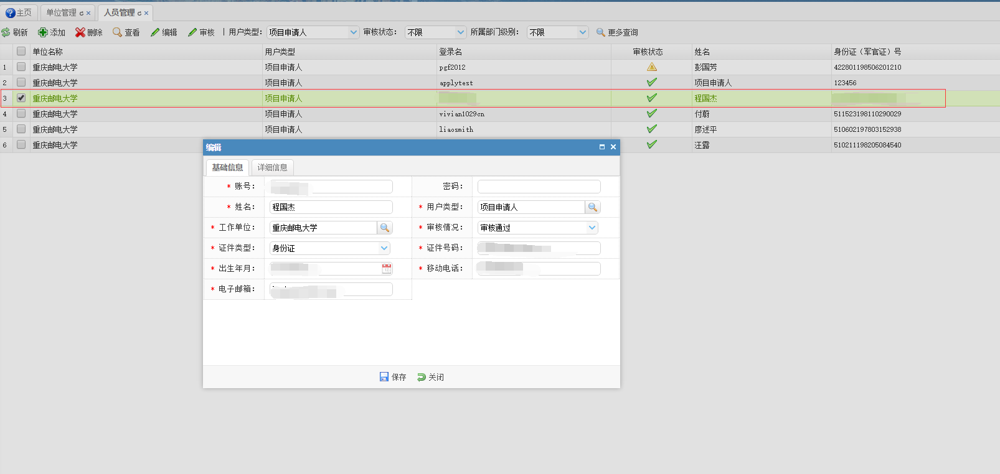 主页 单位管理 人员管理
刷新 添加 删除 查看 编辑 审核 | 用户类型： 项目申请人 审核状态： 不限 所属部门级别： 不限 更多查询
单位名称 用户类型 登录名 审核状态 姓名 身份证（军官证）号
1 重庆邮电大学 项目申请人 pgf2012 彭国芳 422801198506201210
2 重庆邮电大学 项目申请人 applytest 项目申请人 123456
3 重庆邮电大学 项目申请人 程国杰
4 重庆邮电大学 项目申请人 vivian1029cn 付蔚 511523198110290029
5 重庆邮电大学 项目申请人 liaosmith 廖述平 510602197803152938
6 重庆邮电大学 汪露 510211198205084540
编辑
基础信息 详细信息
* 账号： 密码：
* 姓名： 程国杰 * 用户类型： 项目申请人
* 工作单位： 重庆邮电大学 * 审核情况： 审核通过
* 证件类型： 身份证 * 证件号码：
* 出生年月： * 移动电话：
* 电子邮箱：
保存 关闭